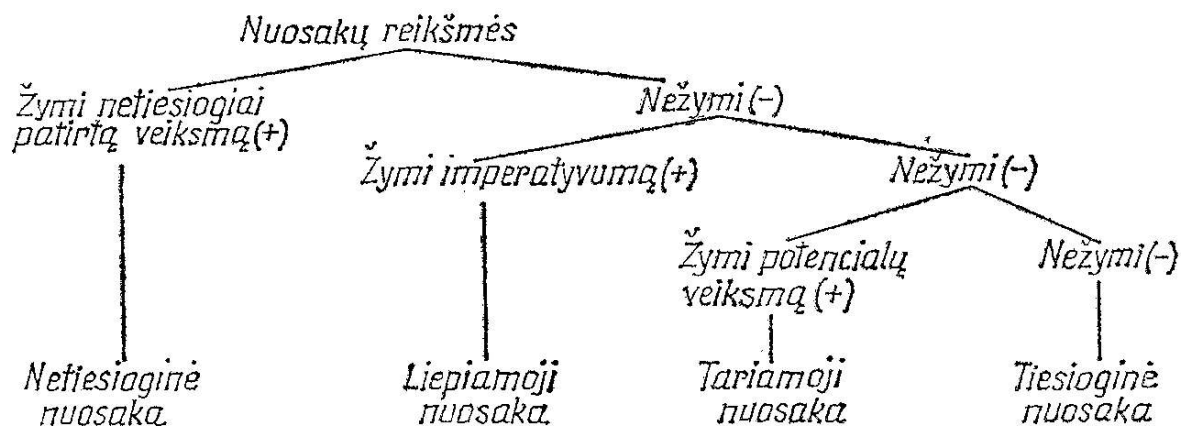 Nuosakų reikšmės
Žymi netiesiogiai
patirtą veiksmą (+)
Nežymi (-)
Žymi imperatyvumą (+)
Nežymi (-)
Žymi potencialų
veiksmą (+)
Nežymi (-)
Netiesioginė
nuosaka
Liepiamoji
nuosaka
Tariamoji
nuosaka
Tiesioginė
nuosaka